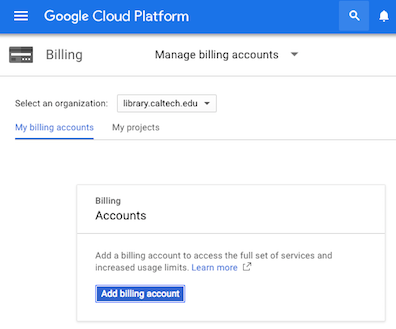 Google Cloud Platform
Billing Manage billing accounts
Select an organization: library.caltech.edu
My billing accounts My projects
Billing
Accounts
Add a billing account to access the full set of services and
increased usage limits. Learn more
Add billing account